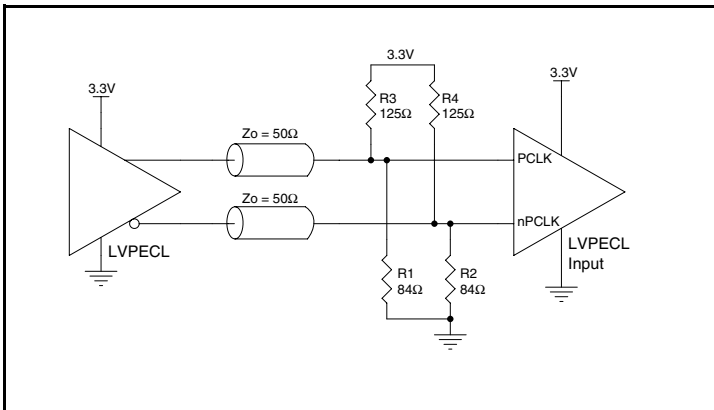 3.3V
3.3V
3.3V
R3
125Ω
R4
125Ω
Zo = 50Ω
PCLK
Zo = 50Ω
nPCLK
LVPECL
LVPECL
Input
R1
84Ω
R2
84Ω